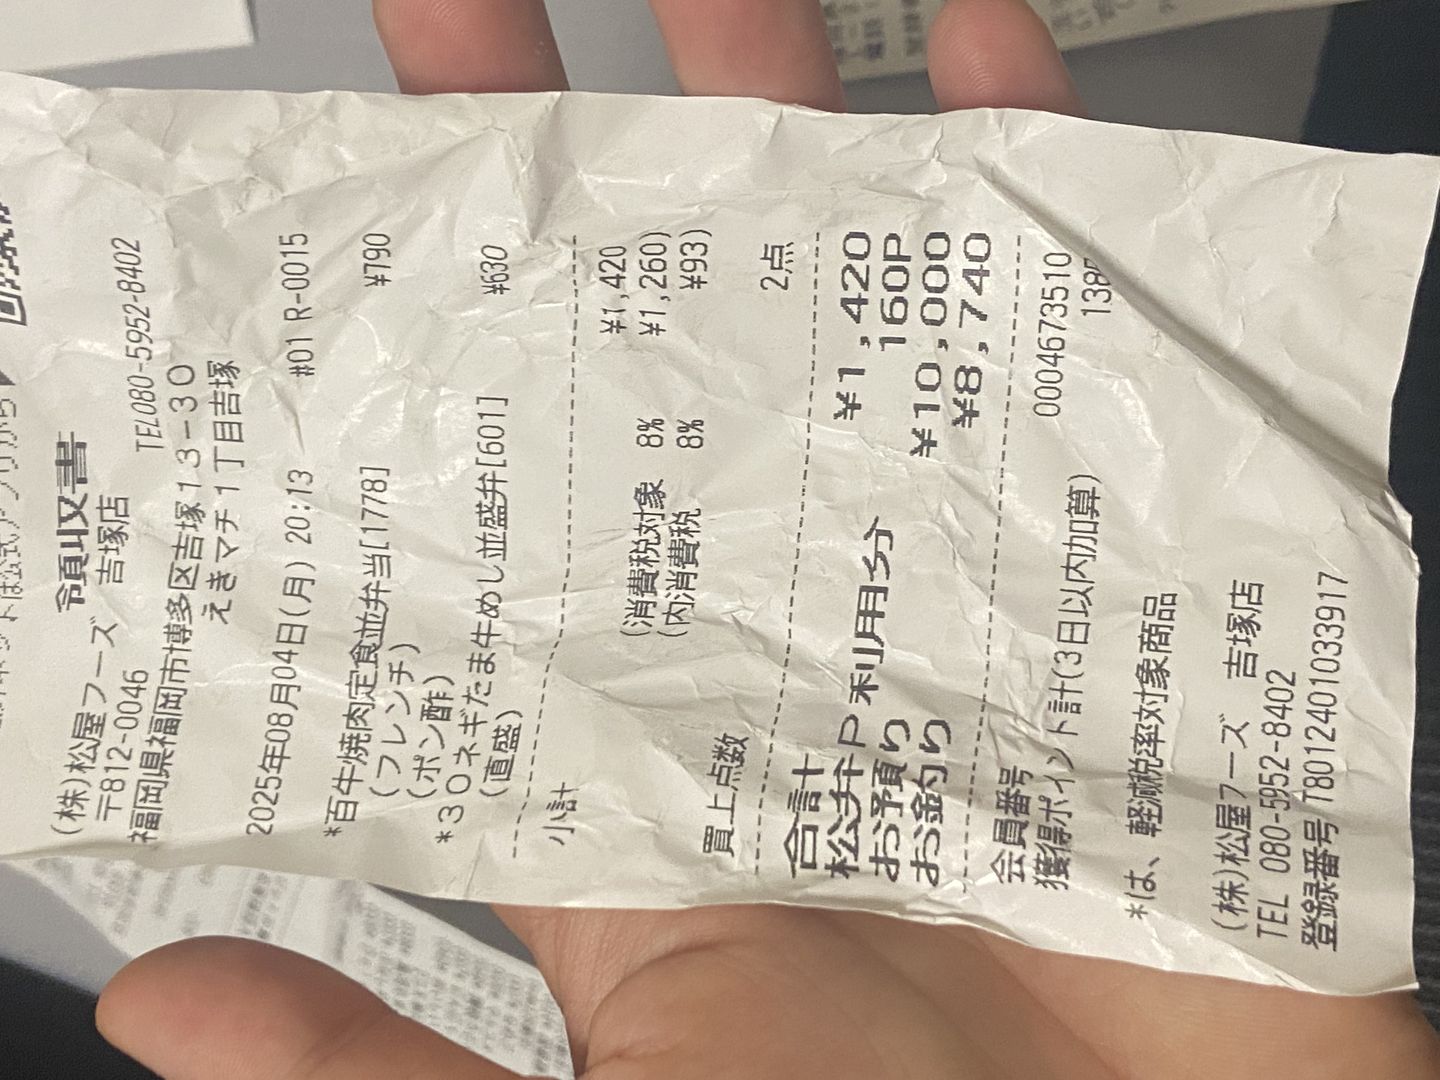 領収書
(株)松屋フーズ 吉塚店
〒812-0046 TEL080-5952-8402
福岡県福岡市博多区吉塚13-30
えきマチ1丁目吉塚
2025年08月04日(月) 20:13 #01 R-0015
*百牛焼肉定食並弁当[1778] ¥790
(フレンチ)
(ポン酢)
*30ネギたま牛めし並盛弁[601] ¥630
(直盛)
小計 ¥1,420
(消費税対象 8% ¥1,260)
(内消費税 8% ¥93)
買上点数 2点
合計 ¥1,420
松弁P利用分 160P
お預り ¥10,000
お釣り ¥8,740
会員番号 0004673510
獲得ポイント計(3日以内加算)
*は、軽減税率対象商品
(株)松屋フーズ 吉塚店
TEL 080-5952-8402
登録番号 T8012401033917